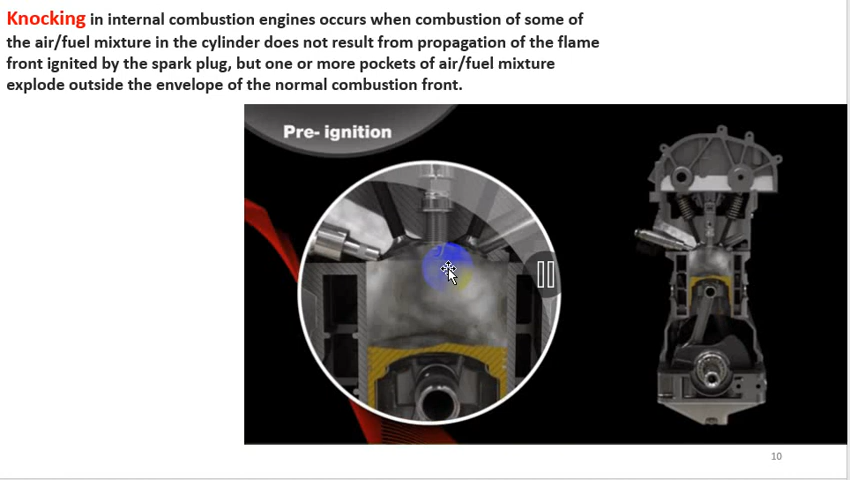 Knocking in internal combustion engines occurs when combustion of some of
the air/fuel mixture in the cylinder does not result from propagation of the flame
front ignited by the spark plug, but one or more pockets of air/fuel mixture
explode outside the envelope of the normal combustion front.
Pre- ignition
10